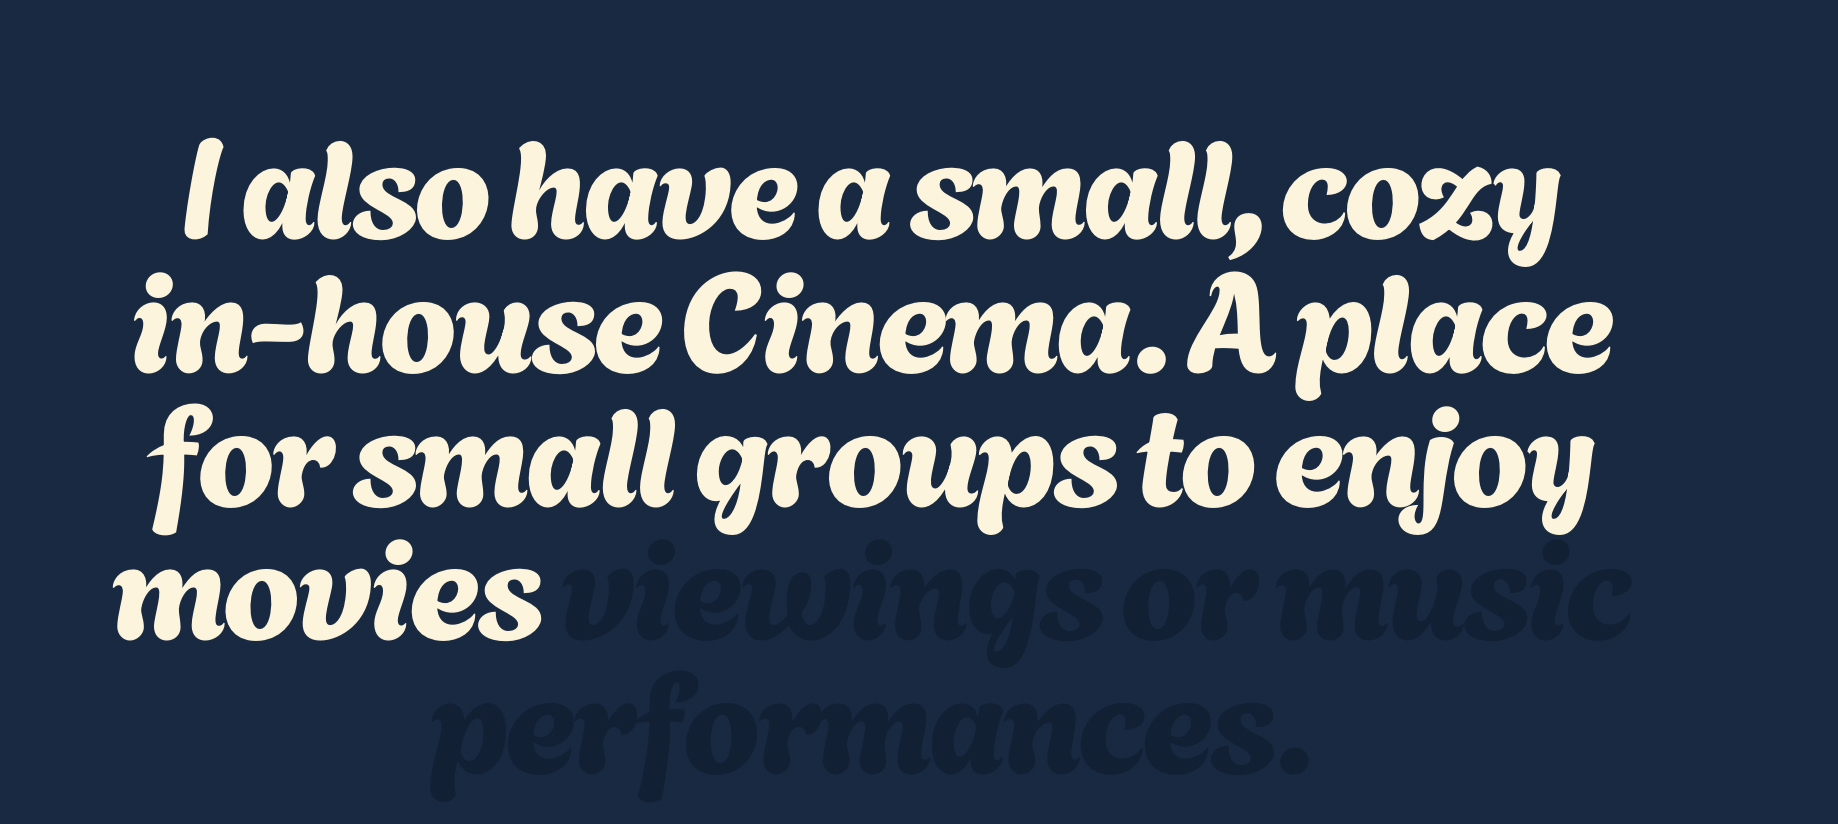 I also have a small, cozy
in-house Cinema. A place
for small groups to enjoy
movies viewings or music
performances.